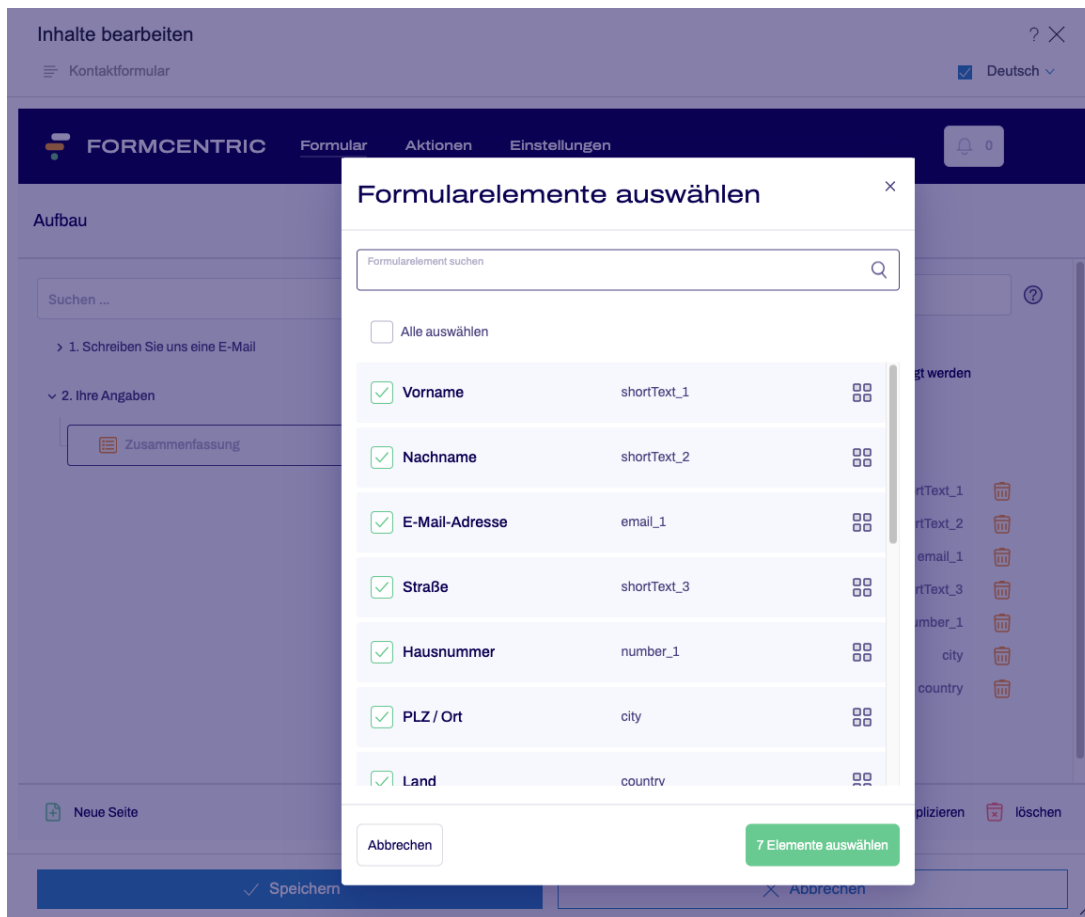 Inhalte bearbeiten
?
Kontaktformular
Deutsch
FORMCENTRIC
Formular
Aktionen
Einstellungen
0
Aufbau
Suchen ...
1. Schreiben Sie uns eine E-Mail
2. Ihre Angaben
Zusammenfassung
Formularelemente auswählen
Formularelement suchen
Alle auswählen
Vorname shortText_1
Nachname shortText_2
E-Mail-Adresse email_1
Straße shortText_3
Hausnummer number_1
PLZ / Ort city
Land country
Abbrechen
7 Elemente auswählen
gt werden
rtText_1
rtText_2
email_1
rtText_3
umber_1
city
country
Neue Seite
plizieren
löschen
Speichern
Abbrechen